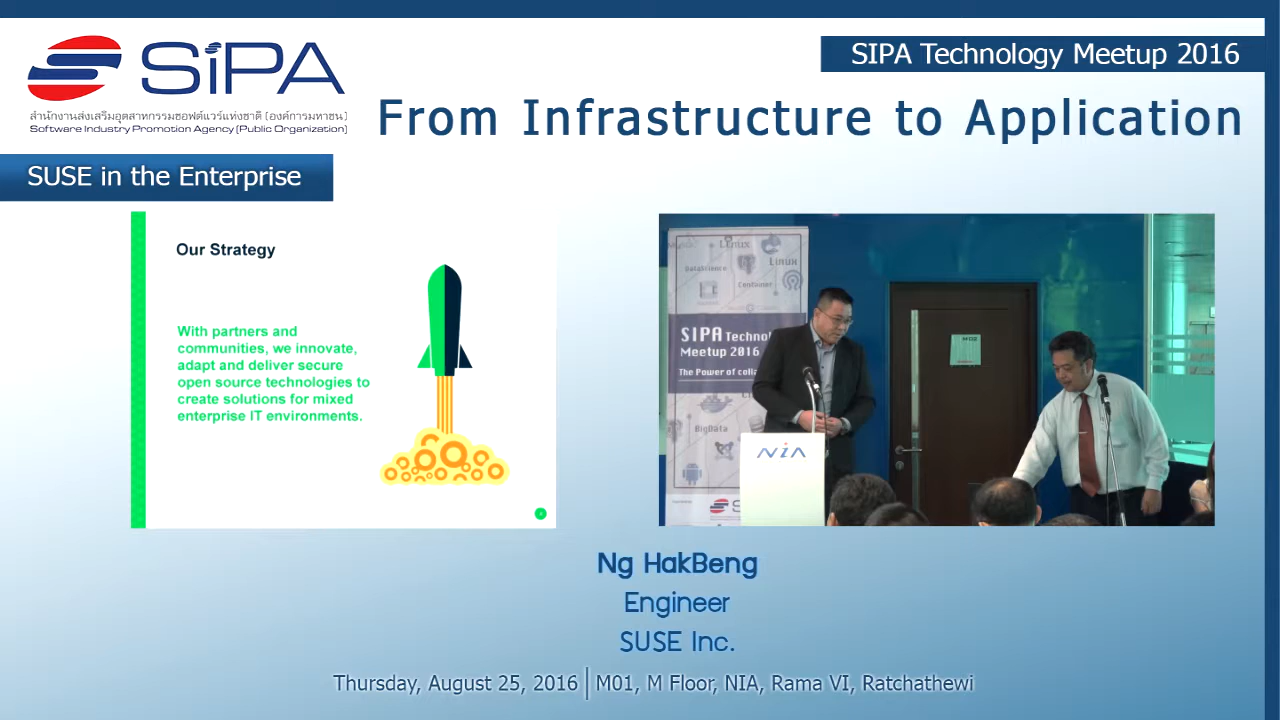 SIPA
สำนักงานส่งเสริมอุตสาหกรรมซอฟต์แวร์แห่งชาติ (องค์การมหาชน)
Software Industry Promotion Agency (Public Organization)
SIPA Technology Meetup 2016
From Infrastructure to Application
SUSE in the Enterprise
Our Strategy
With partners and
communities, we innovate,
adapt and deliver secure
open source technologies to
create solutions for mixed
enterprise IT environments.
Linux
DataScience
Linux
Container
SIPA Technol
Meetup 2016
The Power of colla
BigData
NIA
Ng HakBeng
Engineer
SUSE Inc.
Thursday, August 25, 2016 | M01, M Floor, NIA, Rama VI, Ratchathewi